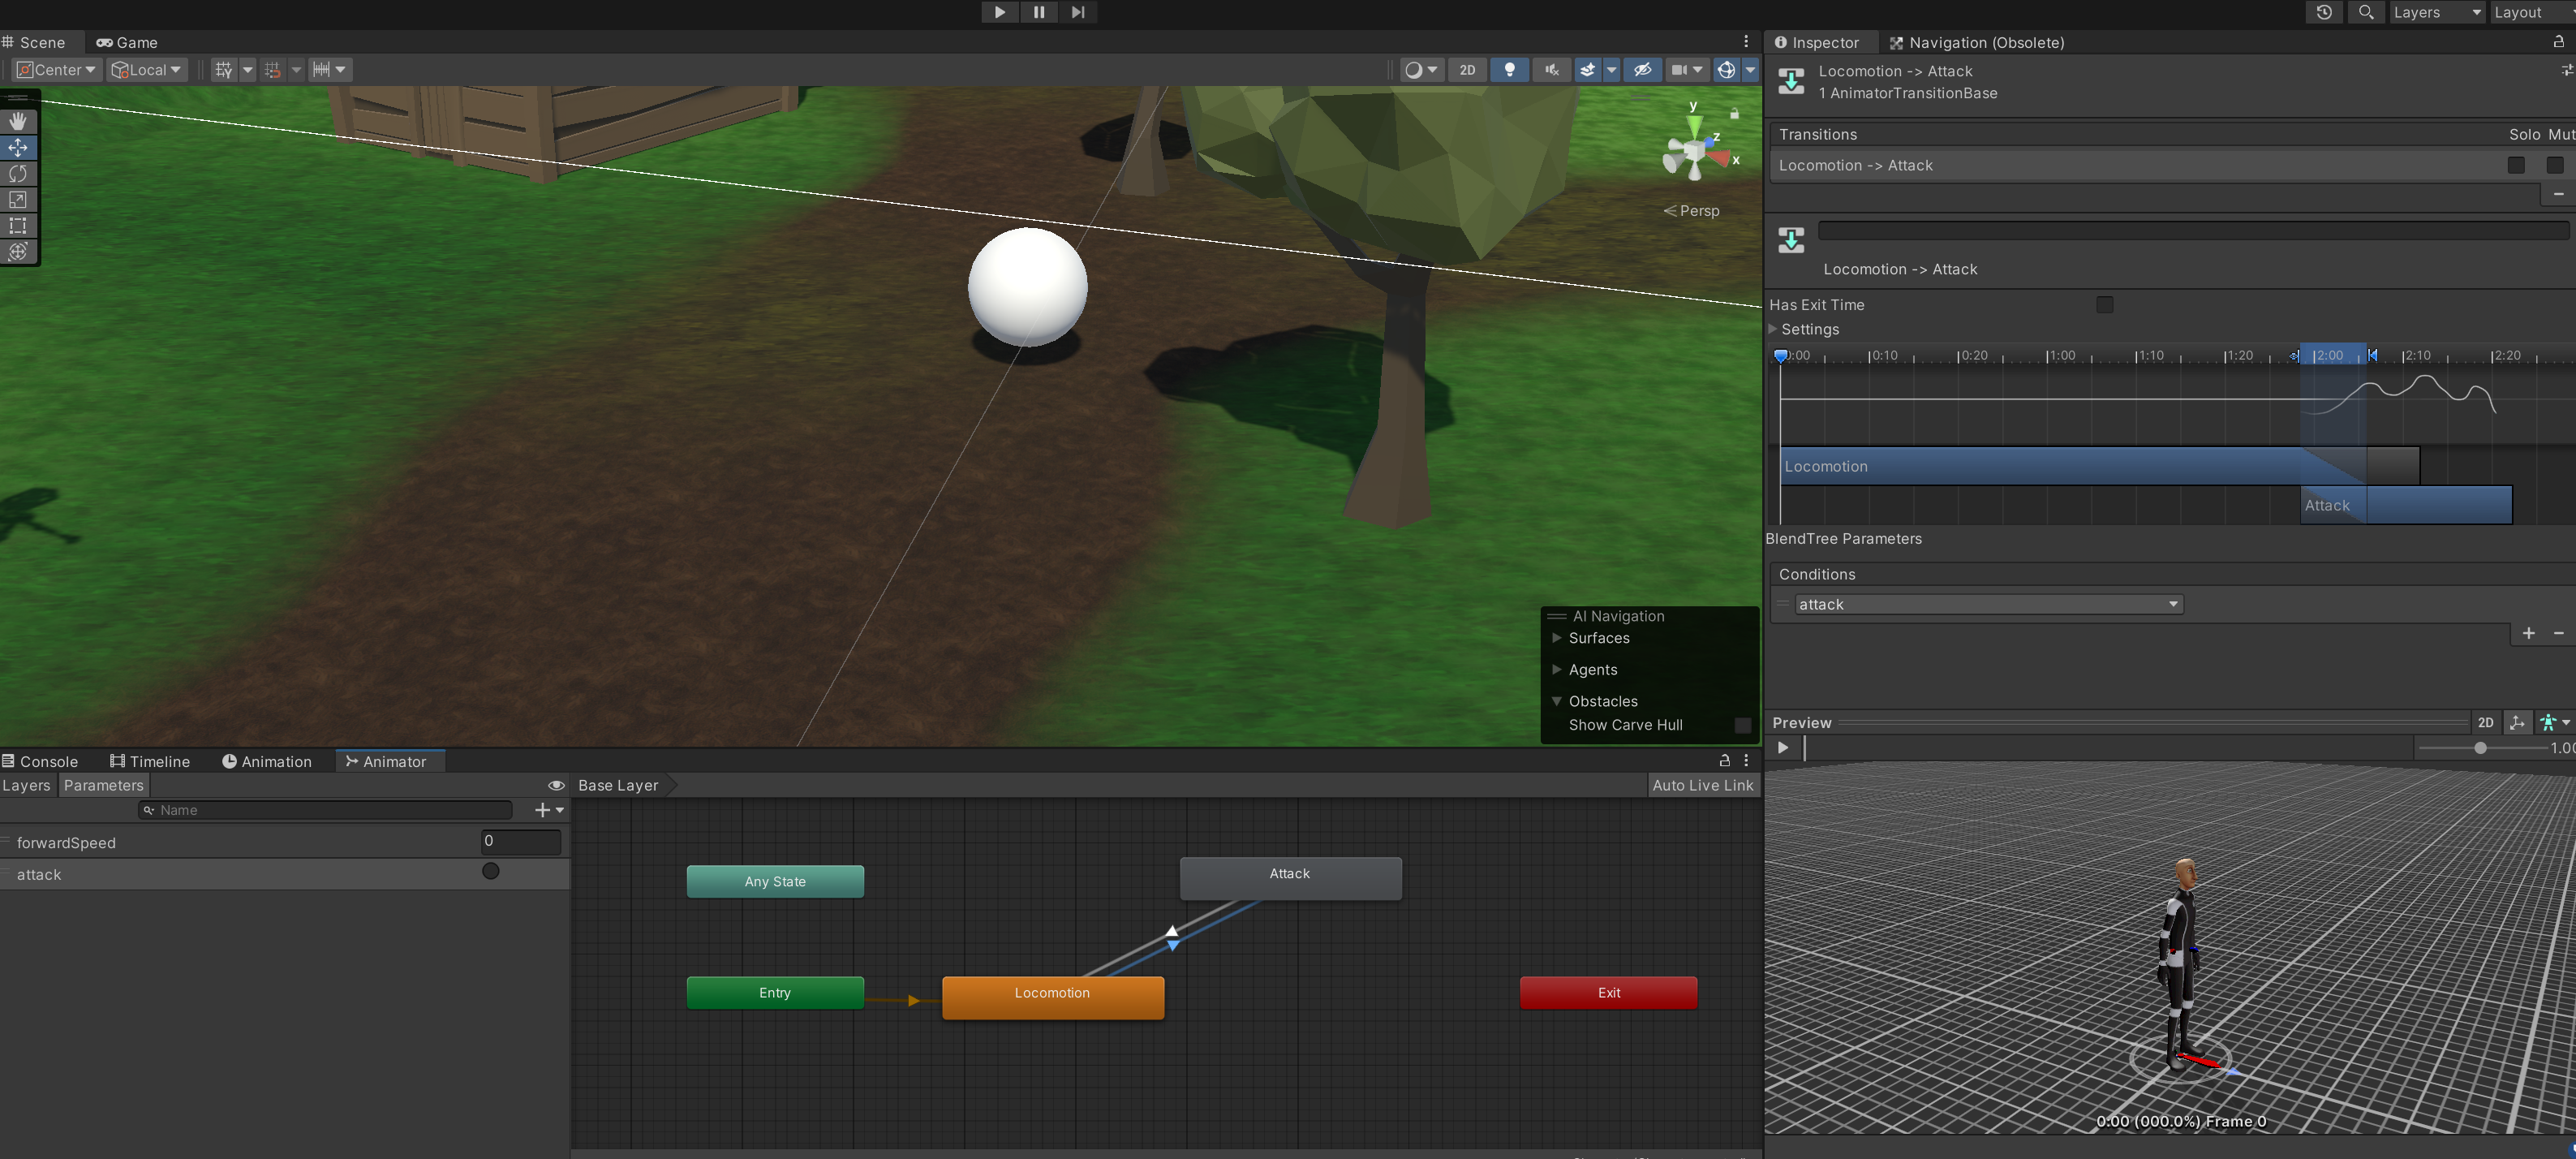 Layers
Layout
Scene
Game
Inspector
Navigation (Obsolete)
Center
Local
2D
Locomotion -> Attack
1 AnimatorTransitionBase
y
z
x
Persp
Transitions
Solo
Mut
Locomotion -> Attack
Locomotion -> Attack
Has Exit Time
Settings
:00
0:10
0:20
1:00
1:10
1:20
2:00
2:10
2:20
Locomotion
Attack
BlendTree Parameters
Conditions
attack
AI Navigation
Surfaces
Agents
Obstacles
Show Carve Hull
Preview
2D
1.00
Console
Timeline
Animation
Animator
Layers
Parameters
Base Layer
Auto Live Link
Name
forwardSpeed
0
attack
Any State
Attack
Entry
Locomotion
Exit
0:00 (000.0%) Frame 0